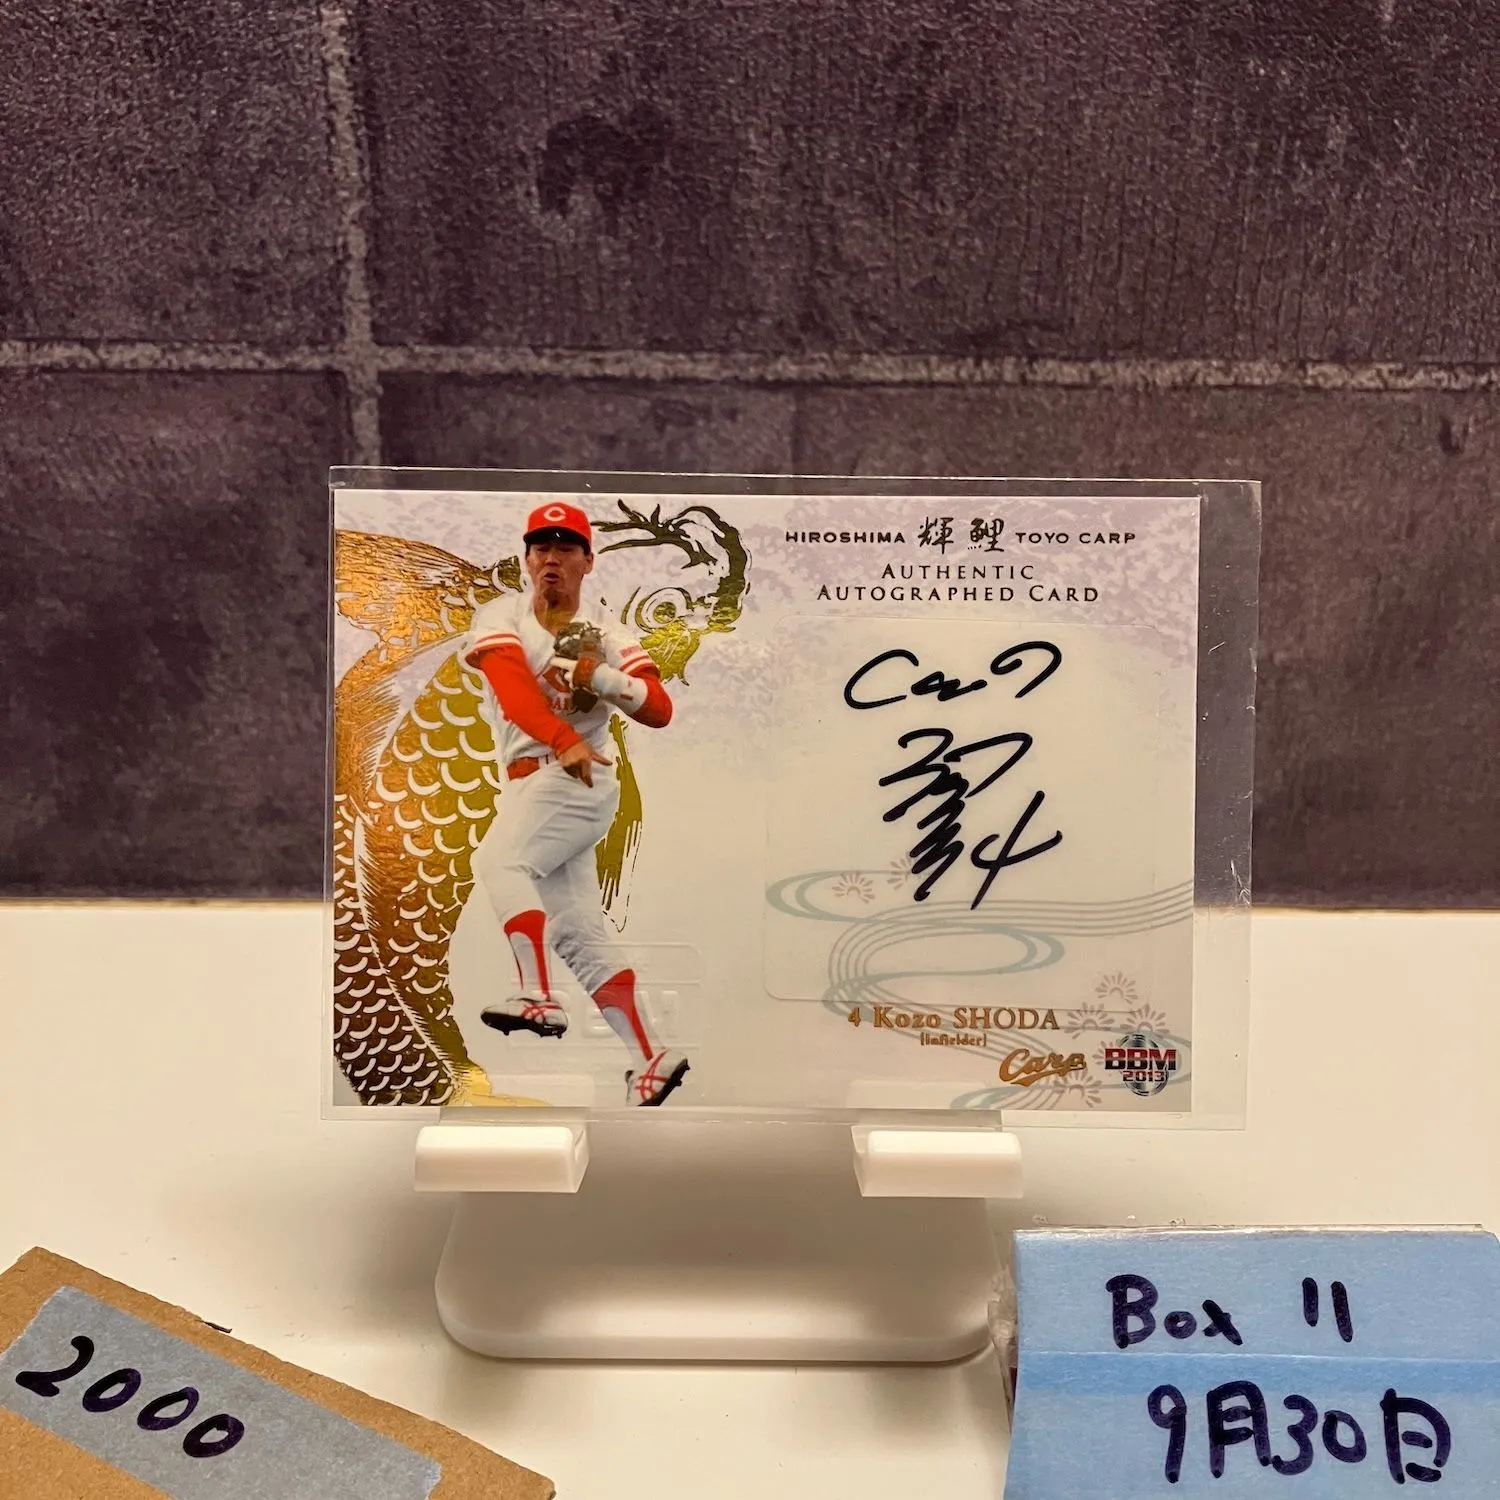 HIROSHIMA 輝 鯉 TOYO CARP
AUTHENTIC
AUTOGRAPHED CARD
4
4 Kozo SHODA
[Infielder]
Carp
BBM
2013
C
2000
Box 11
9月30日